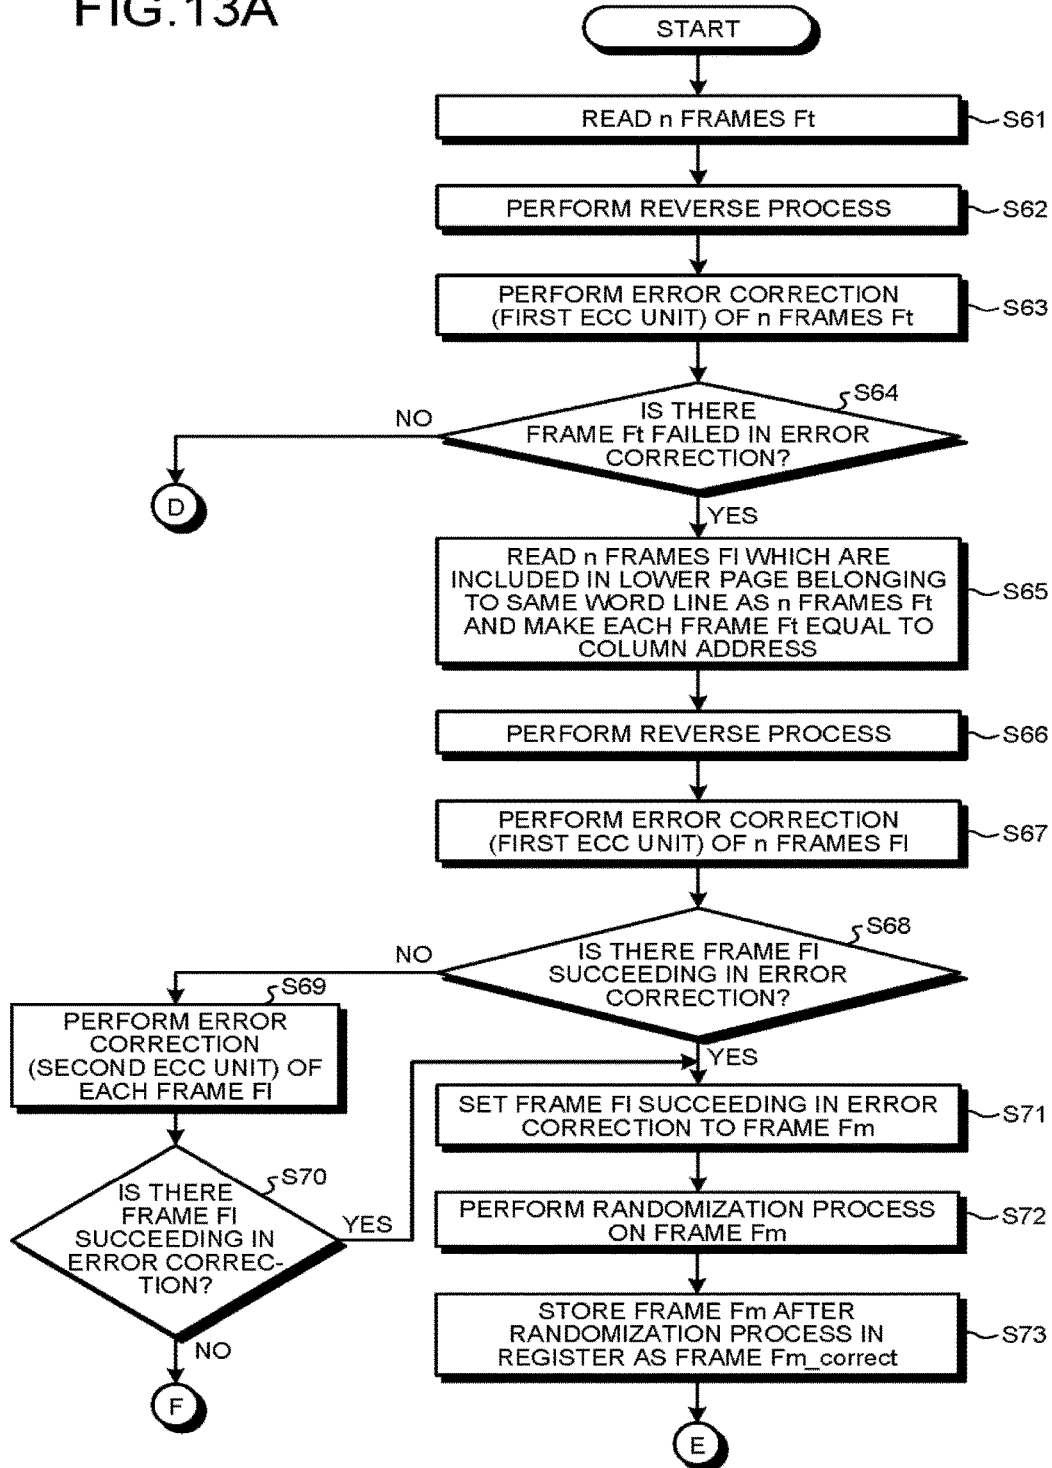 FIG.13A
START
READ n FRAMES Ft
S61
PERFORM REVERSE PROCESS
S62
PERFORM ERROR CORRECTION
(FIRST ECC UNIT) OF n FRAMES Ft
S63
S64
IS THERE
FRAME Ft FAILED IN ERROR
CORRECTION?
NO
D
YES
READ n FRAMES Fl WHICH ARE
INCLUDED IN LOWER PAGE BELONGING
TO SAME WORD LINE AS n FRAMES Ft
AND MAKE EACH FRAME Ft EQUAL TO
COLUMN ADDRESS
S65
PERFORM REVERSE PROCESS
S66
PERFORM ERROR CORRECTION
(FIRST ECC UNIT) OF n FRAMES Fl
S67
S68
IS THERE FRAME Fl
SUCCEEDING IN ERROR
CORRECTION?
NO
YES
S69
PERFORM ERROR
CORRECTION
(SECOND ECC UNIT) OF
EACH FRAME Fl
S70
IS THERE
FRAME Fl
SUCCEEDING IN
ERROR CORREC-
TION?
YES
NO
F
SET FRAME Fl SUCCEEDING IN ERROR
CORRECTION TO FRAME Fm
S71
PERFORM RANDOMIZATION PROCESS
ON FRAME Fm
S72
STORE FRAME Fm AFTER
RANDOMIZATION PROCESS IN
REGISTER AS FRAME Fm_correct
S73
E